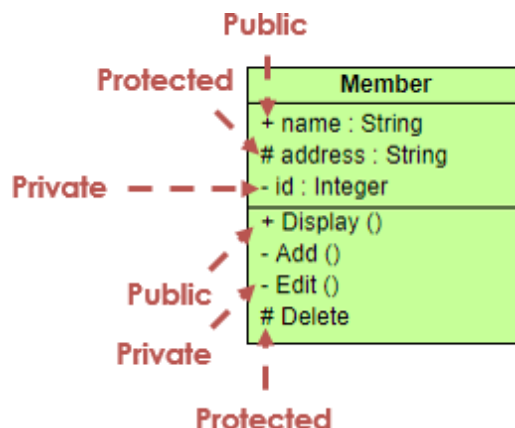 Public
Protected
Member
+ name : String
# address : String
Private
- id : Integer
+ Display ()
- Add ()
Public
- Edit ()
# Delete
Private
Protected